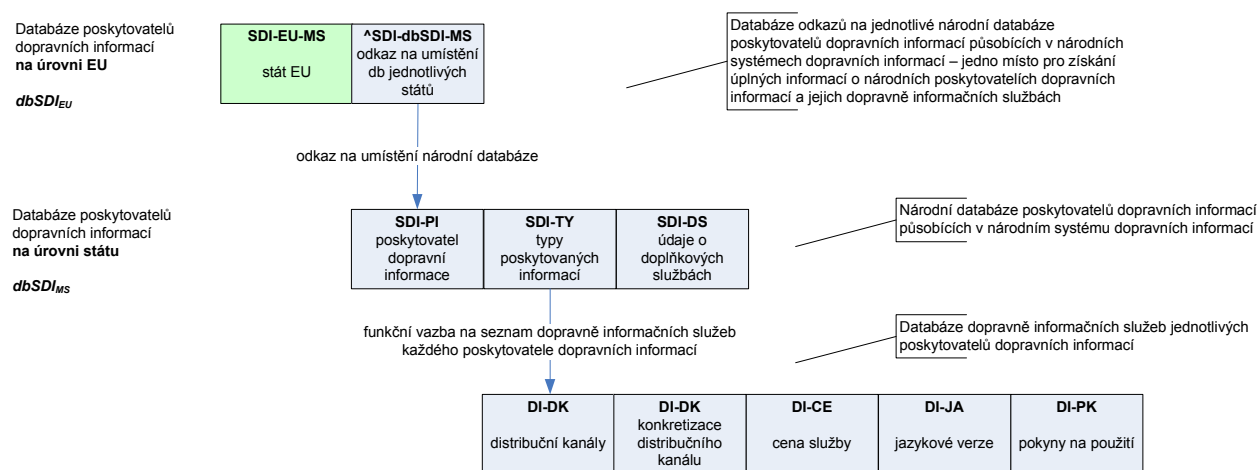 Databáze poskytovatelů
dopravních informací
na úrovni EU
dbSDI_EU
SDI-EU-MS
stát EU
^SDI-dbSDI-MS
odkaz na umístění
db jednotlivých
států
Databáze odkazů na jednotlivé národní databáze
poskytovatelů dopravních informací působících v národních
systémech dopravních informací – jedno místo pro získání
úplných informací o národních poskytovatelích dopravních
informací a jejich dopravně informačních službách
odkaz na umístění národní databáze
Databáze poskytovatelů
dopravních informací
na úrovni státu
dbSDI_MS
SDI-PI
poskytovatel
dopravní
informace
SDI-TY
typy
poskytovaných
informací
SDI-DS
údaje o
doplňkových
službách
Národní databáze poskytovatelů dopravních informací
působících v národním systému dopravních informací
funkční vazba na seznam dopravně informačních služeb
každého poskytovatele dopravních informací
Databáze dopravně informačních služeb jednotlivých
poskytovatelů dopravních informací
DI-DK
distribuční kanály
DI-DK
konkretizace
distribučního
kanálu
DI-CE
cena služby
DI-JA
jazykové verze
DI-PK
pokyny na použití